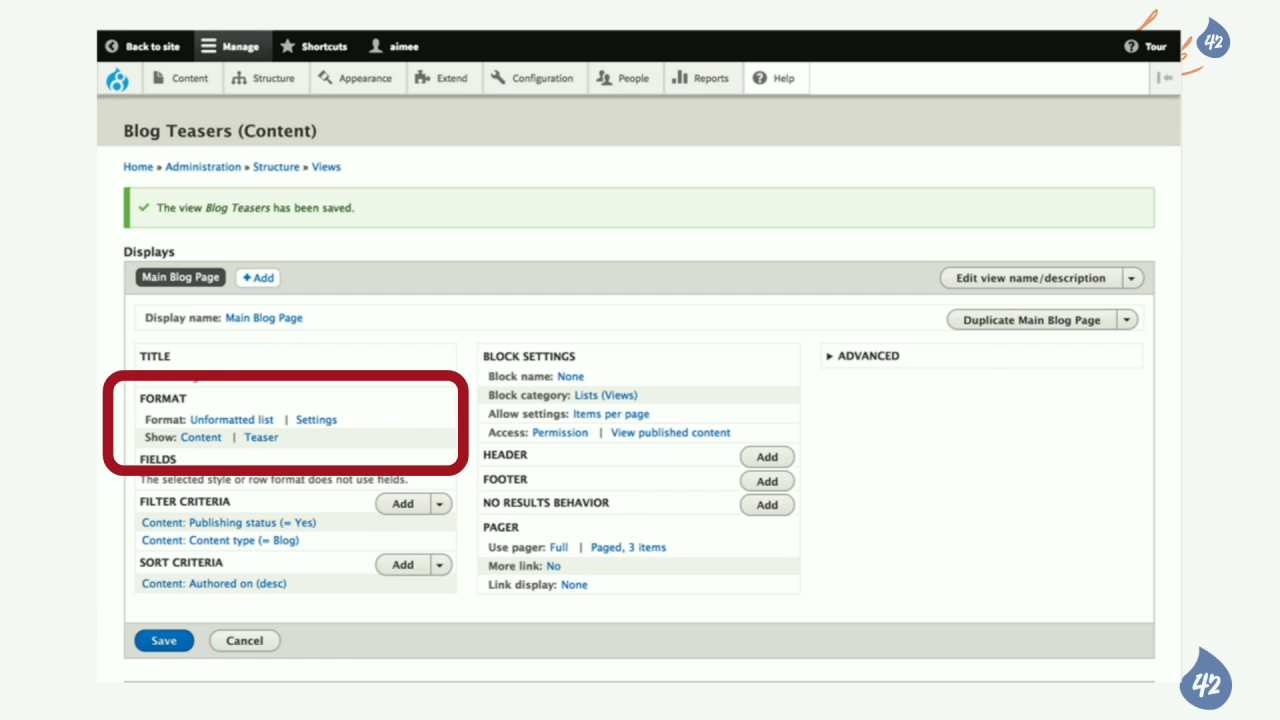 Back to site Manage Shortcuts aimee Tour
42
Content Structure Appearance Extend Configuration People Reports Help
Blog Teasers (Content)
Home » Administration » Structure » Views
The view Blog Teasers has been saved.
Displays
Main Blog Page + Add Edit view name/description
Display name: Main Blog Page Duplicate Main Blog Page
TITLE
FORMAT
Format: Unformatted list | Settings
Show: Content | Teaser
FIELDS
The selected style or row format does not use fields.
FILTER CRITERIA Add
Content: Publishing status (= Yes)
Content: Content type (= Blog)
SORT CRITERIA Add
Content: Authored on (desc)
BLOCK SETTINGS
Block name: None
Block category: Lists (Views)
Allow settings: Items per page
Access: Permission | View published content
HEADER Add
FOOTER Add
NO RESULTS BEHAVIOR Add
PAGER
Use pager: Full | Paged, 3 items
More link: No
Link display: None
ADVANCED
Save Cancel
42